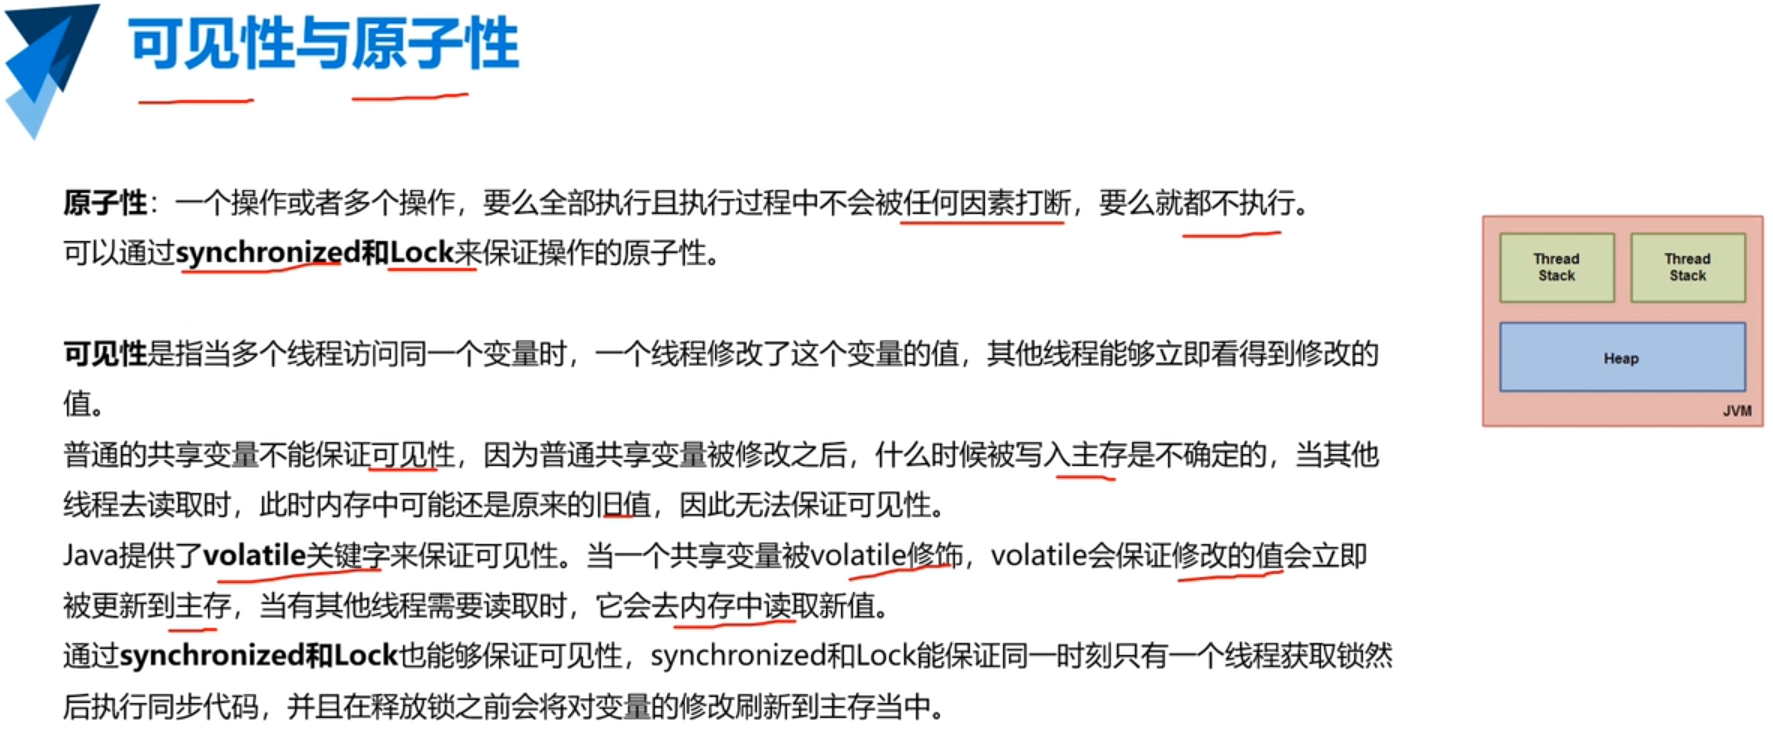 可见性与原子性
原子性：一个操作或者多个操作，要么全部执行且执行过程中不会被任何因素打断，要么就都不执行。
可以通过synchronized和Lock来保证操作的原子性。
可见性是指当多个线程访问同一个变量时，一个线程修改了这个变量的值，其他线程能够立即看得到修改的
值。
普通的共享变量不能保证可见性，因为普通共享变量被修改之后，什么时候被写入主存是不确定的，当其他
线程去读取时，此时内存中可能还是原来的旧值，因此无法保证可见性。
Java提供了volatile关键字来保证可见性。当一个共享变量被volatile修饰，volatile会保证修改的值会立即
被更新到主存，当有其他线程需要读取时，它会去内存中读取新值。
通过synchronized和Lock也能够保证可见性，synchronized和Lock能保证同一时刻只有一个线程获取锁然
后执行同步代码，并且在释放锁之前会将对变量的修改刷新到主存当中。
Thread
Stack
Thread
Stack
Heap
JVM